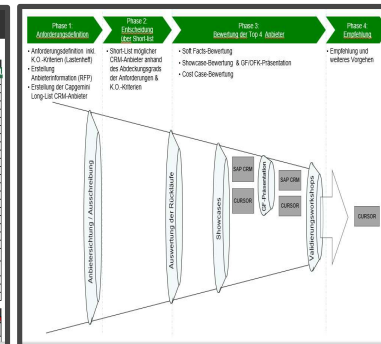 Phase 1:
Anforderungsdefinition
Phase 2:
Entscheidung
über Short-list
Phase 3:
Bewertung der Top 4 Anbieter
Phase 4:
Empfehlung
• Anforderungsdefinition inkl.
K.O.-Kriterien (Lastenheft)
• Erstellung
Anbieterinformation (RFP)
• Erstellung der Capgemini
Long-List CRM-Anbieter
• Short-List möglicher
CRM-Anbieter anhand
des Abdeckungsgrads
der Anforderungen &
K.O.-Kriterien
• Soft Facts-Bewertung
• Showcase-Bewertung & GF/OFK-Präsentation
• Cost Case-Bewertung
• Empfehlung und
weiteres Vorgehen
Anbietersichtung / Ausschreibung
Auswertung der Rückläufe
Showcases
SAP CRM
CURSOR
GF-Präsentation
SAP CRM
CURSOR
Validierungsworkshops
CURSOR